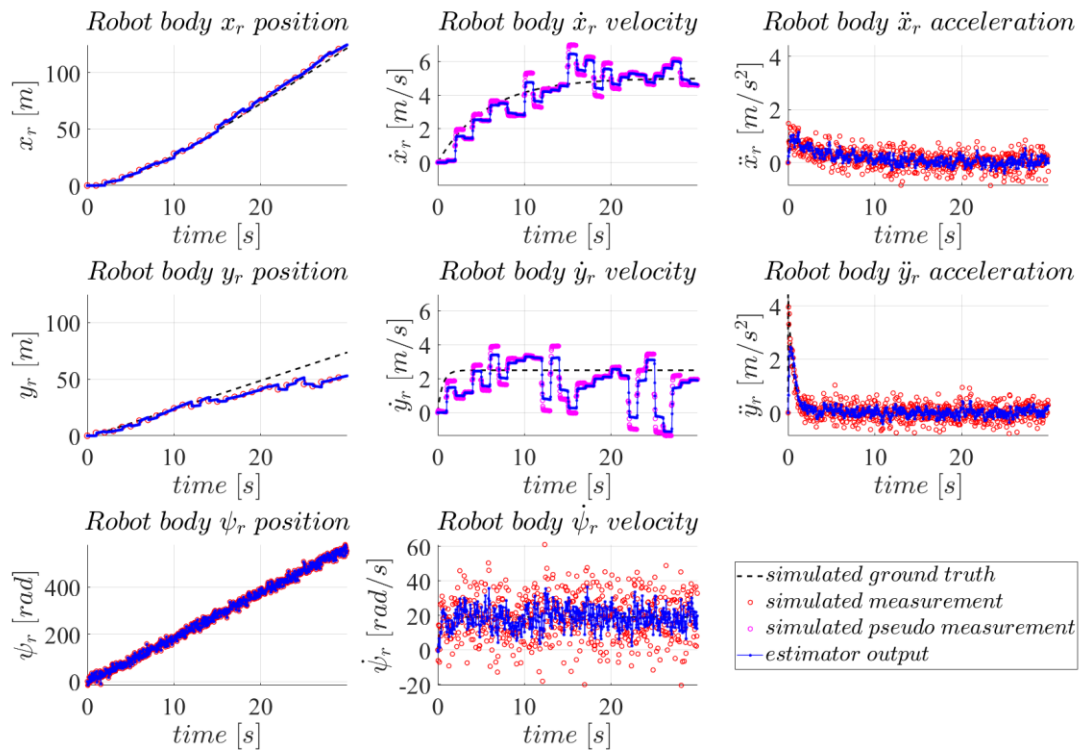 Robot body x_r position
Robot body ẋ_r velocity
Robot body ẍ_r acceleration
x_r [m]
100
50
0
0 10 20
time [s]
ẋ_r [m/s]
6
4
2
0
0 10 20
time [s]
ẍ_r [m/s²]
4
2
0
0 10 20
time [s]
Robot body y_r position
Robot body ẏ_r velocity
Robot body ÿ_r acceleration
y_r [m]
100
50
0
0 10 20
time [s]
ẏ_r [m/s]
6
4
2
0
0 10 20
time [s]
ÿ_r [m/s²]
4
2
0
0 10 20
time [s]
Robot body ψ_r position
Robot body ψ̇_r velocity
ψ_r [rad]
400
200
0
0 10 20
time [s]
ψ̇_r [rad/s]
60
40
20
0
-20
0 10 20
time [s]
simulated ground truth
simulated measurement
simulated pseudo measurement
estimator output